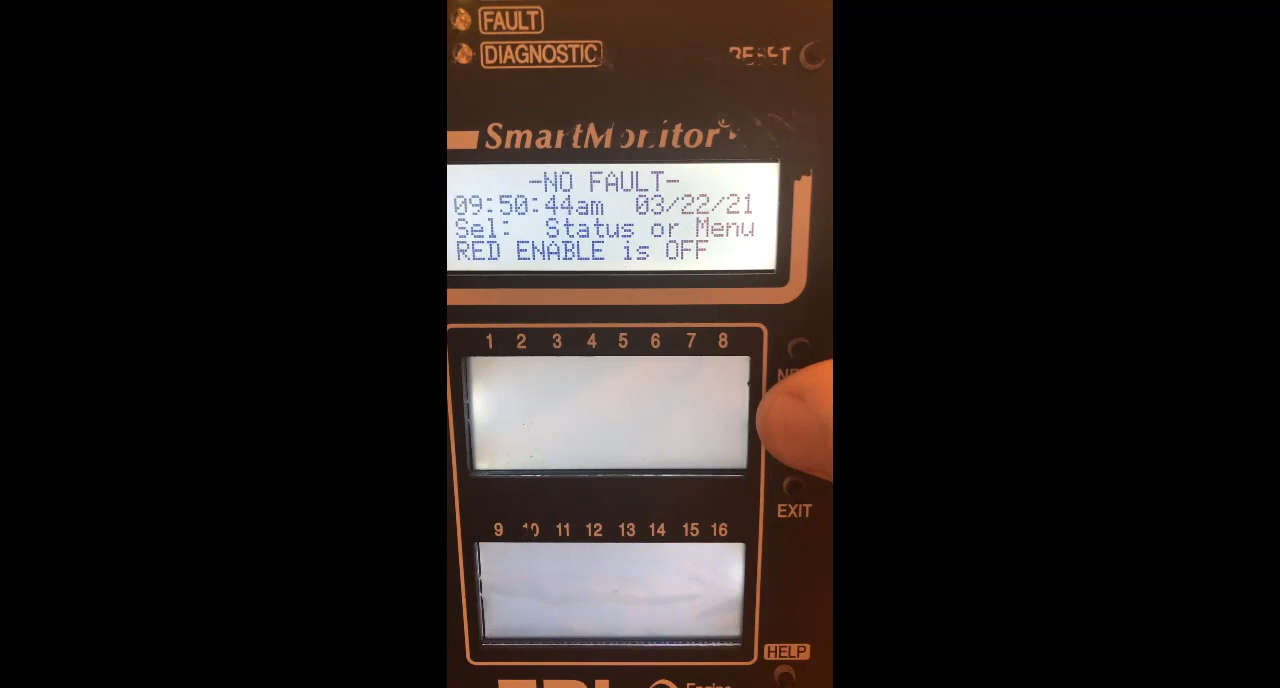 FAULT
DIAGNOSTIC
RESET
SmartMonitor
-NO FAULT-
09:50:44am 03/22/21
Sel: Status or Menu
RED ENABLE is OFF
1 2 3 4 5 6 7 8
EXIT
9 10 11 12 13 14 15 16
HELP